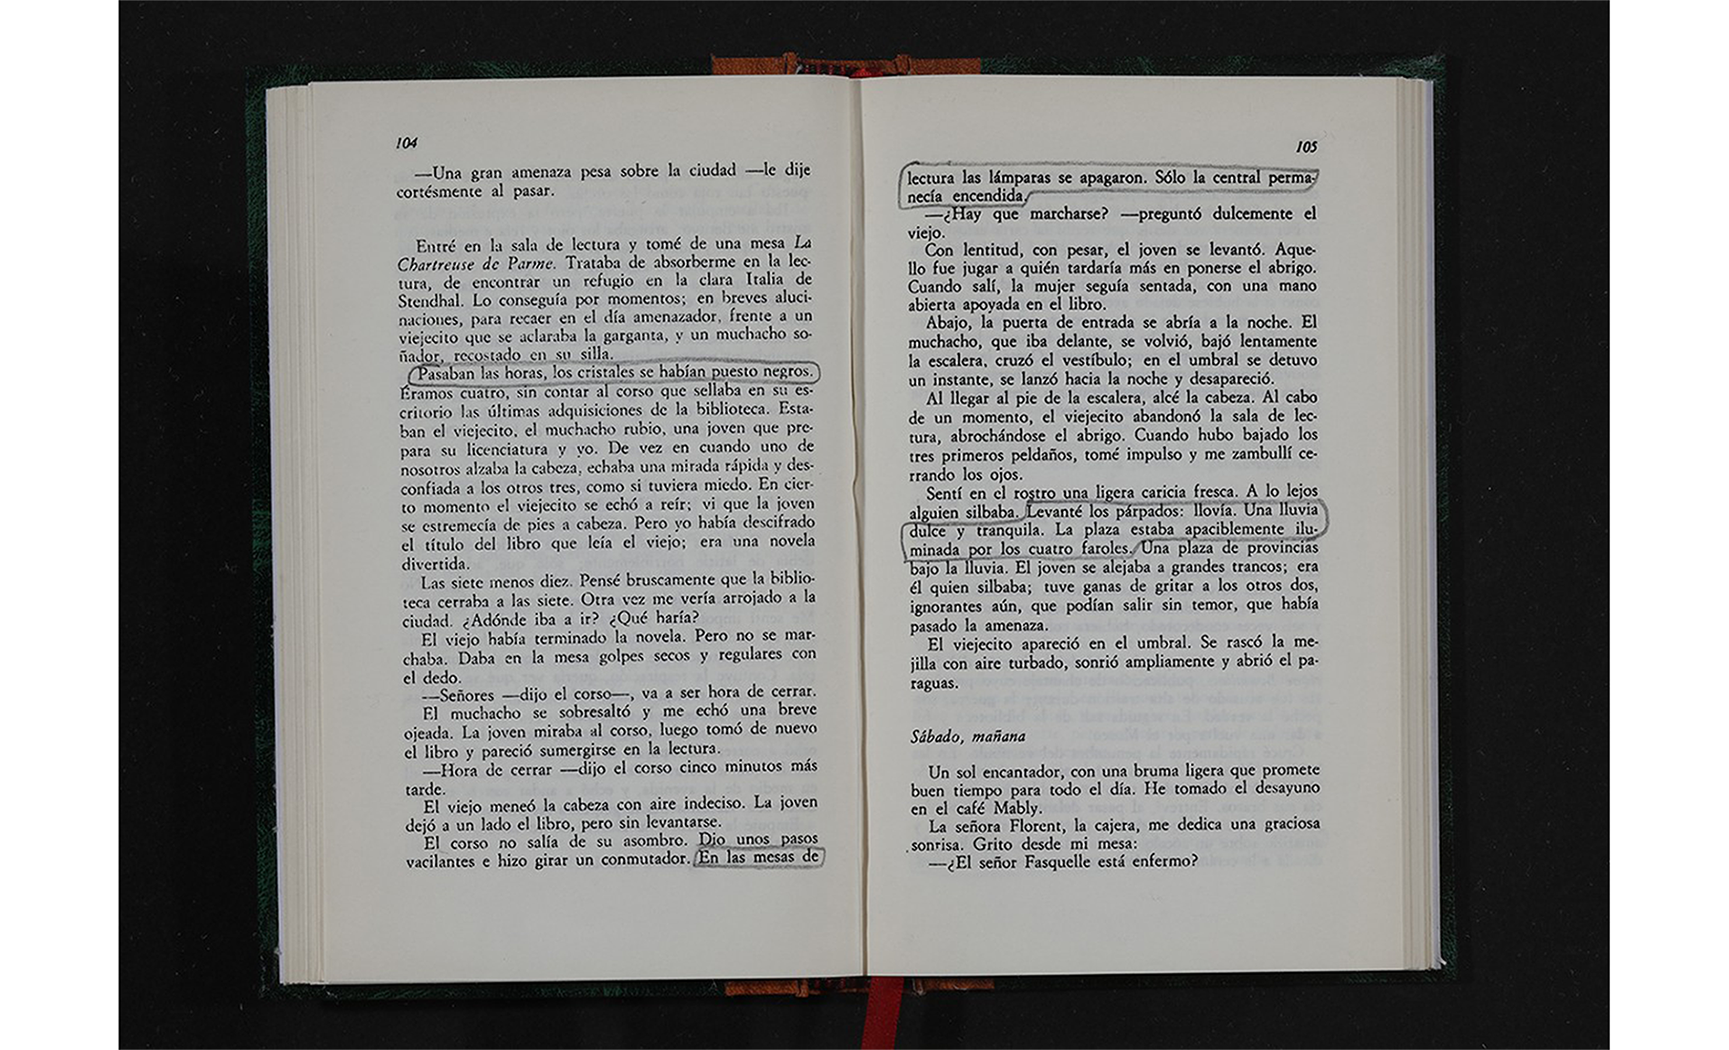 104
—Una gran amenaza pesa sobre la ciudad —le dije
cortésmente al pasar.
Entré en la sala de lectura y tomé de una mesa La
Chartreuse de Parme. Trataba de absorberme en la lec-
tura, de encontrar un refugio en la clara Italia de
Stendhal. Lo conseguía por momentos; en breves aluci-
naciones, para recaer en el día amenazador, frente a un
viejecito que se aclaraba la garganta, y un muchacho so-
ñador, recostado en su silla.
Pasaban las horas, los cristales se habían puesto negros.
Éramos cuatro, sin contar al corso que sellaba en su es-
critorio las últimas adquisiciones de la biblioteca. Esta-
ban el viejecito, el muchacho rubio, una joven que pre-
para su licenciatura y yo. De vez en cuando uno de
nosotros alzaba la cabeza, echaba una mirada rápida y des-
confiada a los otros tres, como si tuviera miedo. En cier-
to momento el viejecito se echó a reír; vi que la joven
se estremecía de pies a cabeza. Pero yo había descifrado
el título del libro que leía el viejo; era una novela
divertida.
Las siete menos diez. Pensé bruscamente que la biblio-
teca cerraba a las siete. Otra vez me vería arrojado a la
ciudad. ¿Adónde iba a ir? ¿Qué haría?
El viejo había terminado la novela. Pero no se mar-
chaba. Daba en la mesa golpes secos y regulares con
el dedo.
—Señores —dijo el corso—, va a ser hora de cerrar.
El muchacho se sobresaltó y me echó una breve
ojeada. La joven miraba al corso, luego tomó de nuevo
el libro y pareció sumergirse en la lectura.
—Hora de cerrar —dijo el corso cinco minutos más
tarde.
El viejo meneó la cabeza con aire indeciso. La joven
dejó a un lado el libro, pero sin levantarse.
El corso no salía de su asombro. Dio unos pasos
vacilantes e hizo girar un conmutador. En las mesas de
105
lectura las lámparas se apagaron. Sólo la central perma-
necía encendida.
—¿Hay que marcharse? —preguntó dulcemente el
viejo.
Con lentitud, con pesar, el joven se levantó. Aque-
llo fue jugar a quién tardaría más en ponerse el abrigo.
Cuando salí, la mujer seguía sentada, con una mano
abierta apoyada en el libro.
Abajo, la puerta de entrada se abría a la noche. El
muchacho, que iba delante, se volvió, bajó lentamente
la escalera, cruzó el vestíbulo; en el umbral se detuvo
un instante, se lanzó hacia la noche y desapareció.
Al llegar al pie de la escalera, alcé la cabeza. Al cabo
de un momento, el viejecito abandonó la sala de lec-
tura, abrochándose el abrigo. Cuando hubo bajado los
tres primeros peldaños, tomé impulso y me zambullí ce-
rrando los ojos.
Sentí en el rostro una ligera caricia fresca. A lo lejos
alguien silbaba. Levanté los párpados: llovía. Una lluvia
dulce y tranquila. La plaza estaba apaciblemente ilu-
minada por los cuatro faroles. Una plaza de provincias
bajo la lluvia. El joven se alejaba a grandes trancos; era
él quien silbaba; tuve ganas de gritar a los otros dos,
ignorantes aún, que podían salir sin temor, que había
pasado la amenaza.
El viejecito apareció en el umbral. Se rascó la me-
jilla con aire turbado, sonrió ampliamente y abrió el pa-
raguas.
Sábado, mañana
Un sol encantador, con una bruma ligera que promete
buen tiempo para todo el día. He tomado el desayuno
en el café Mably.
La señora Florent, la cajera, me dedica una graciosa
sonrisa. Grito desde mi mesa:
—¿El señor Fasquelle está enfermo?